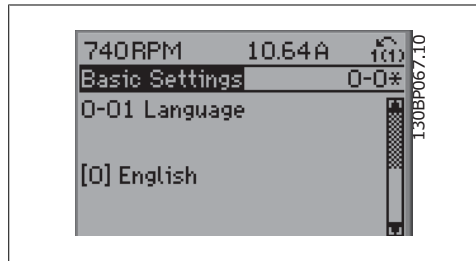 740RPM 10.64A 1(1)
Basic Settings 0-0*
0-01 Language
[0] English
130BP067.10